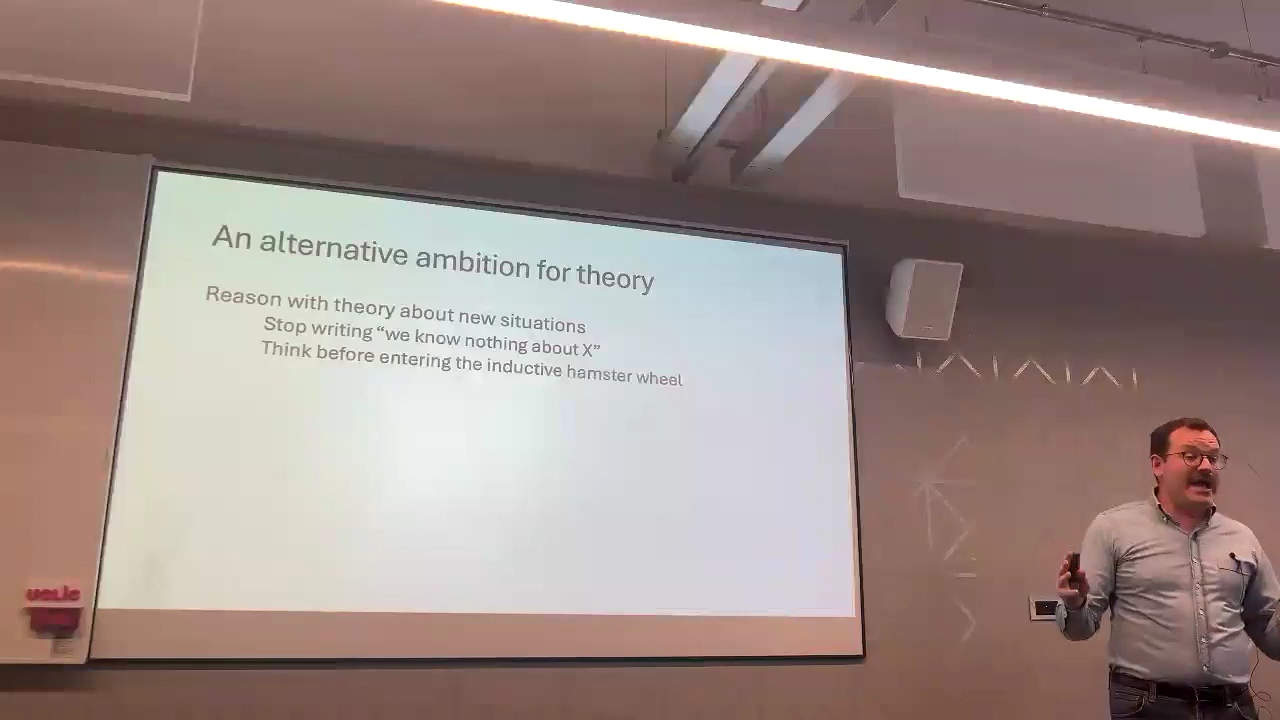 An alternative ambition for theory
Reason with theory about new situations
Stop writing “we know nothing about X”
Think before entering the inductive hamster wheel